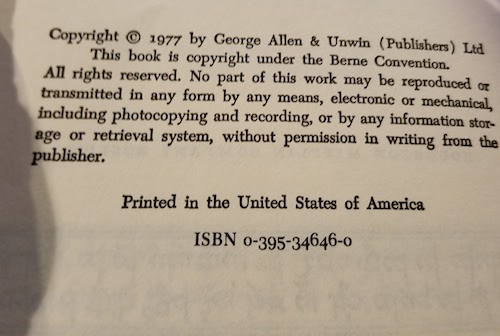 Copyright © 1977 by George Allen & Unwin (Publishers) Ltd
This book is copyright under the Berne Convention.
All rights reserved. No part of this work may be reproduced or
transmitted in any form by any means, electronic or mechanical,
including photocopying and recording, or by any information stor-
age or retrieval system, without permission in writing from the
publisher.
Printed in the United States of America
ISBN 0-395-34646-0